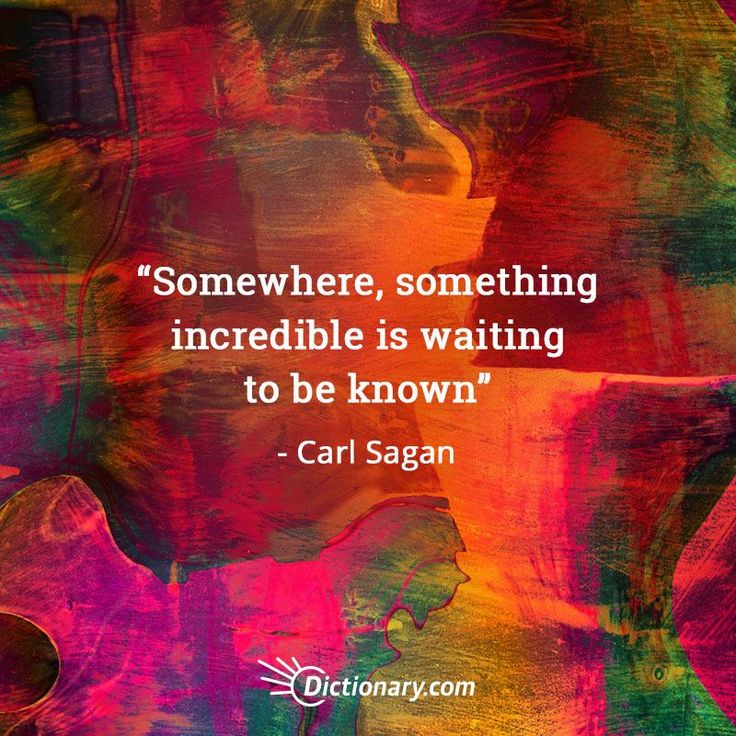 “Somewhere, something
incredible is waiting
to be known”
- Carl Sagan
Dictionary.com